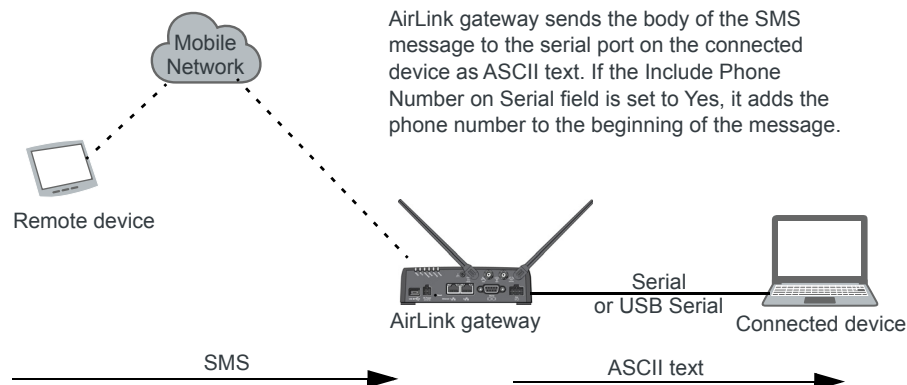 AirLink gateway sends the body of the SMS
message to the serial port on the connected
device as ASCII text. If the Include Phone
Number on Serial field is set to Yes, it adds the
phone number to the beginning of the message.
Mobile
Network
Remote device
AirLink gateway
Serial
or USB Serial
Connected device
SMS
ASCII text